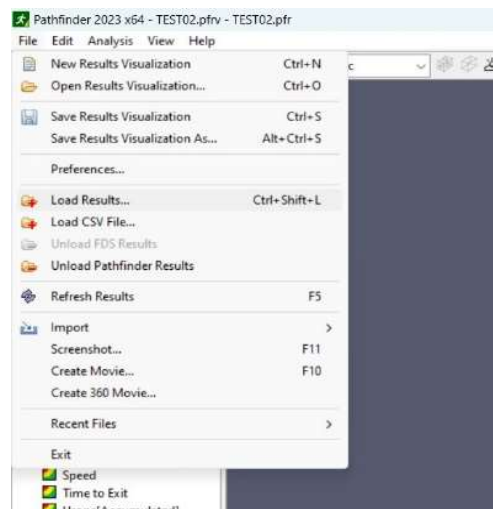 Pathfinder 2023 x64 - TEST02.pfrv - TEST02.pfr
File Edit Analysis View Help
New Results Visualization Ctrl+N
Open Results Visualization... Ctrl+O
Save Results Visualization Ctrl+S
Save Results Visualization As... Alt+Ctrl+S
Preferences...
Load Results... Ctrl+Shift+L
Load CSV File...
Unload FDS Results
Unload Pathfinder Results
Refresh Results F5
Import
Screenshot... F11
Create Movie... F10
Create 360 Movie...
Recent Files
Exit
Speed
Time to Exit